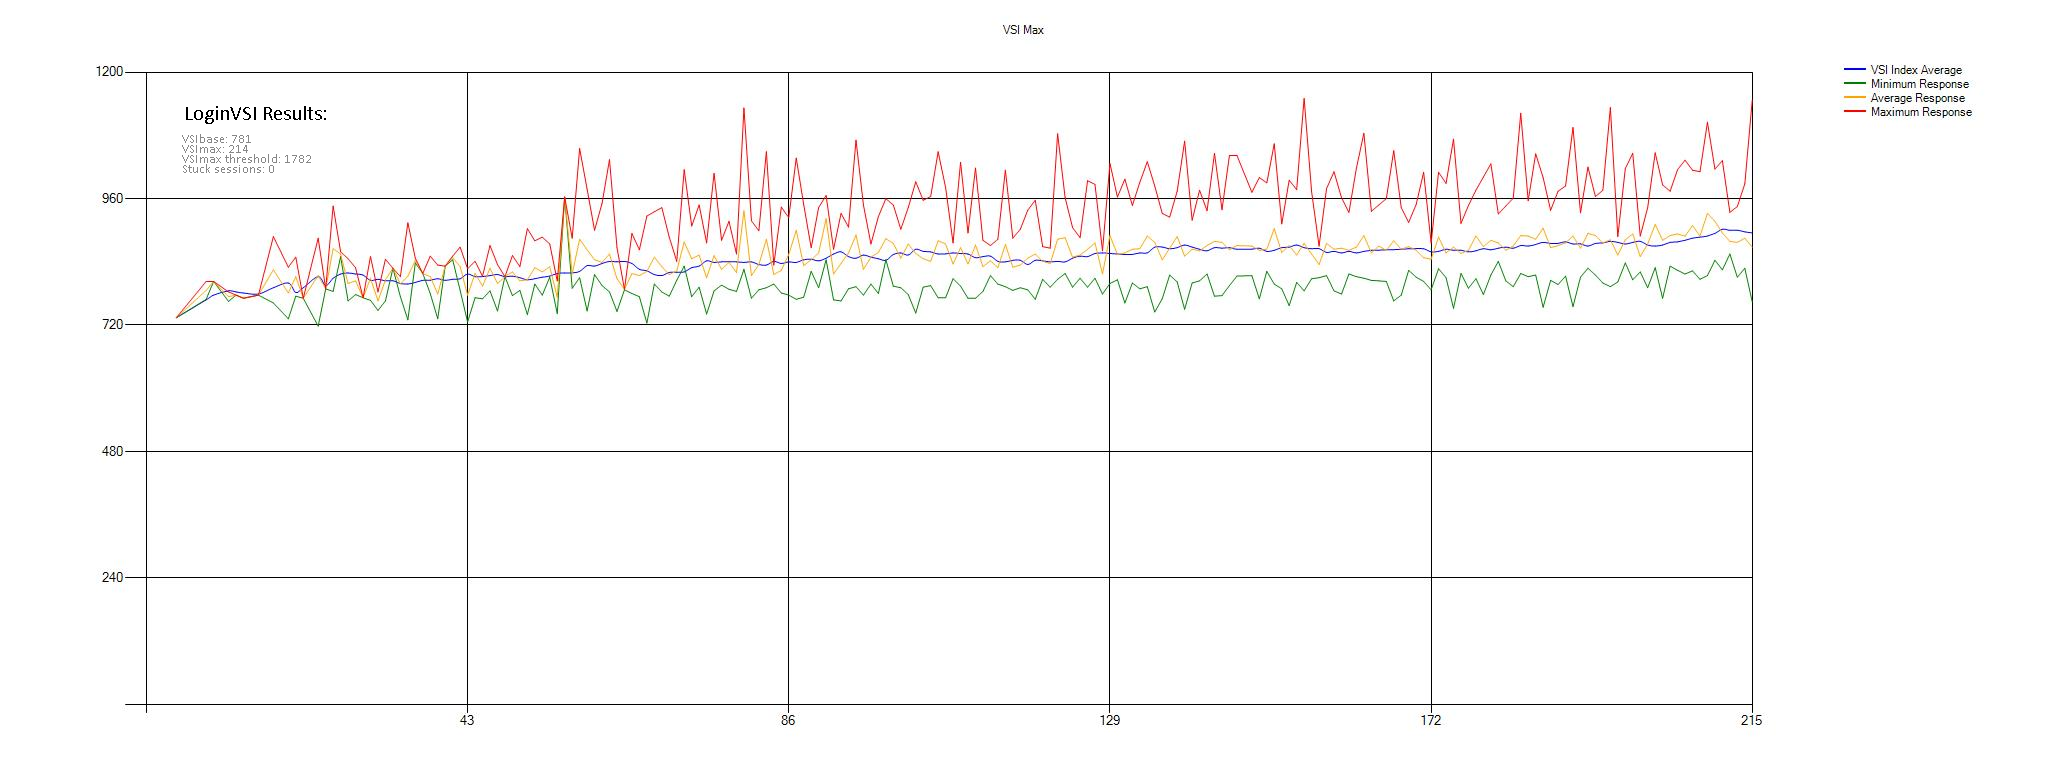 VSI Max
1200
960
720
480
240
LoginVSI Results:
VSIbase: 781
VSImax: 214
VSImax threshold: 1782
Stuck sessions: 0
VSI Index Average
Minimum Response
Average Response
Maximum Response
43 86 129 172 215